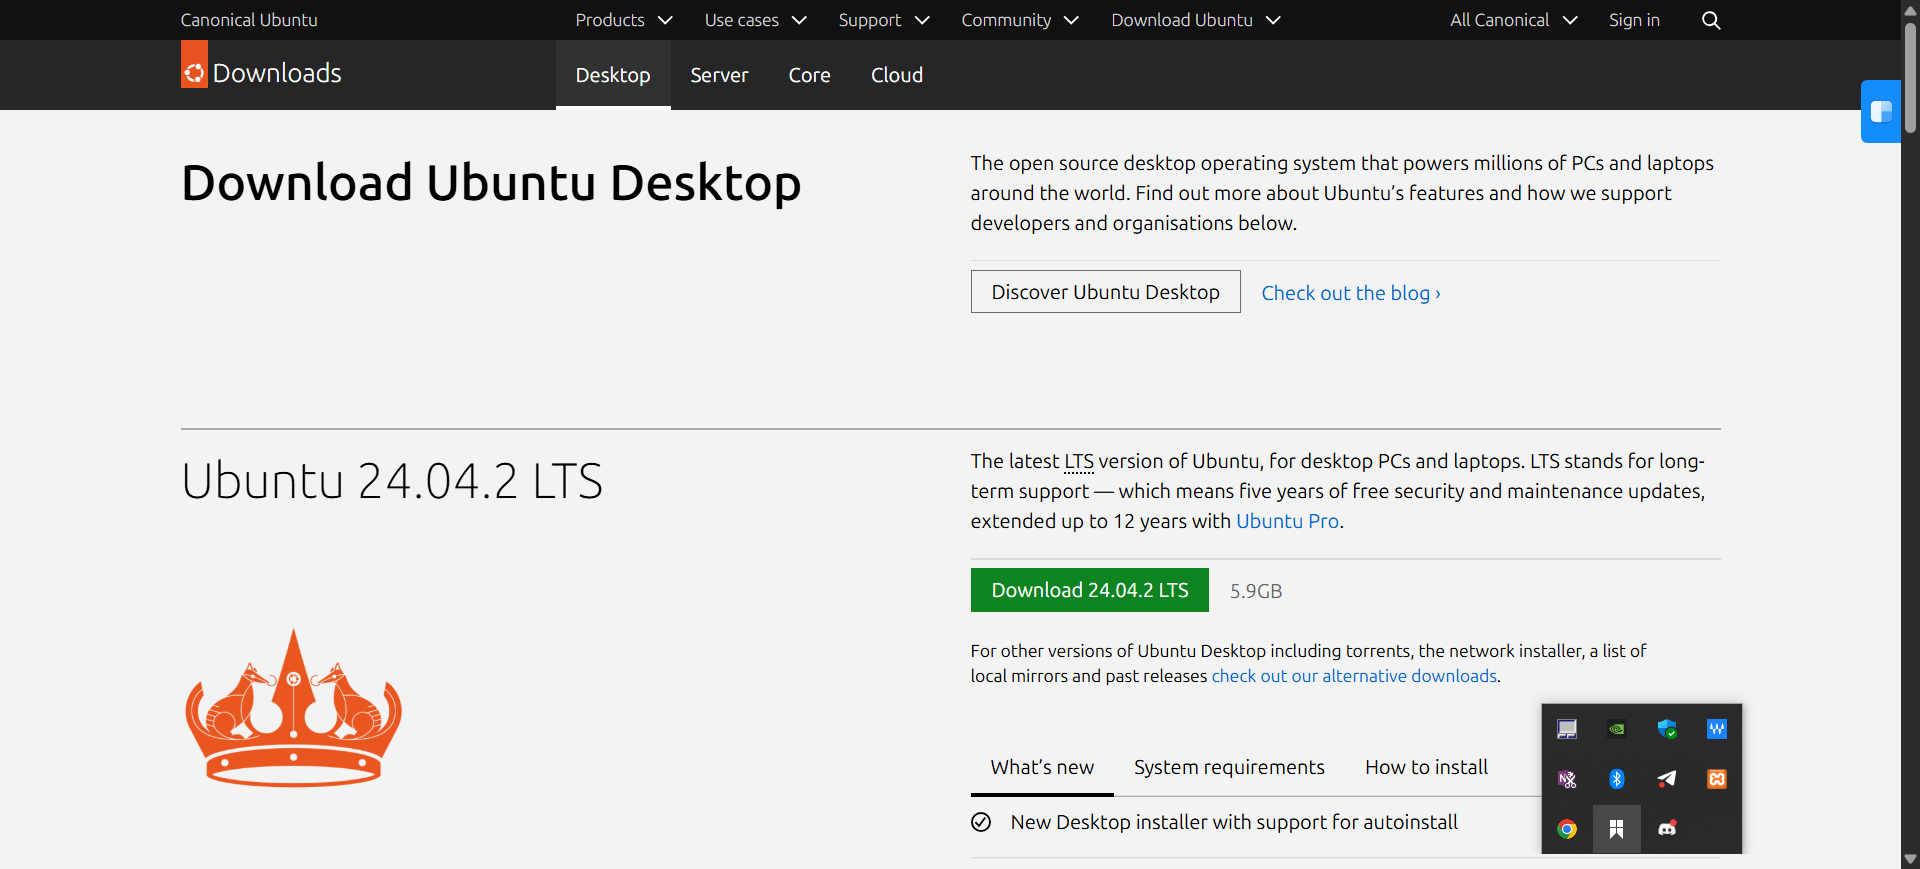 Canonical Ubuntu
Products
Use cases
Support
Community
Download Ubuntu
All Canonical
Sign in
Downloads
Desktop
Server
Core
Cloud
Download Ubuntu Desktop
The open source desktop operating system that powers millions of PCs and laptops
around the world. Find out more about Ubuntu’s features and how we support
developers and organisations below.
Discover Ubuntu Desktop
Check out the blog ›
Ubuntu 24.04.2 LTS
The latest LTS version of Ubuntu, for desktop PCs and laptops. LTS stands for long-
term support — which means five years of free security and maintenance updates,
extended up to 12 years with Ubuntu Pro.
Download 24.04.2 LTS
5.9GB
For other versions of Ubuntu Desktop including torrents, the network installer, a list of
local mirrors and past releases check out our alternative downloads.
What’s new
System requirements
How to install
New Desktop installer with support for autoinstall